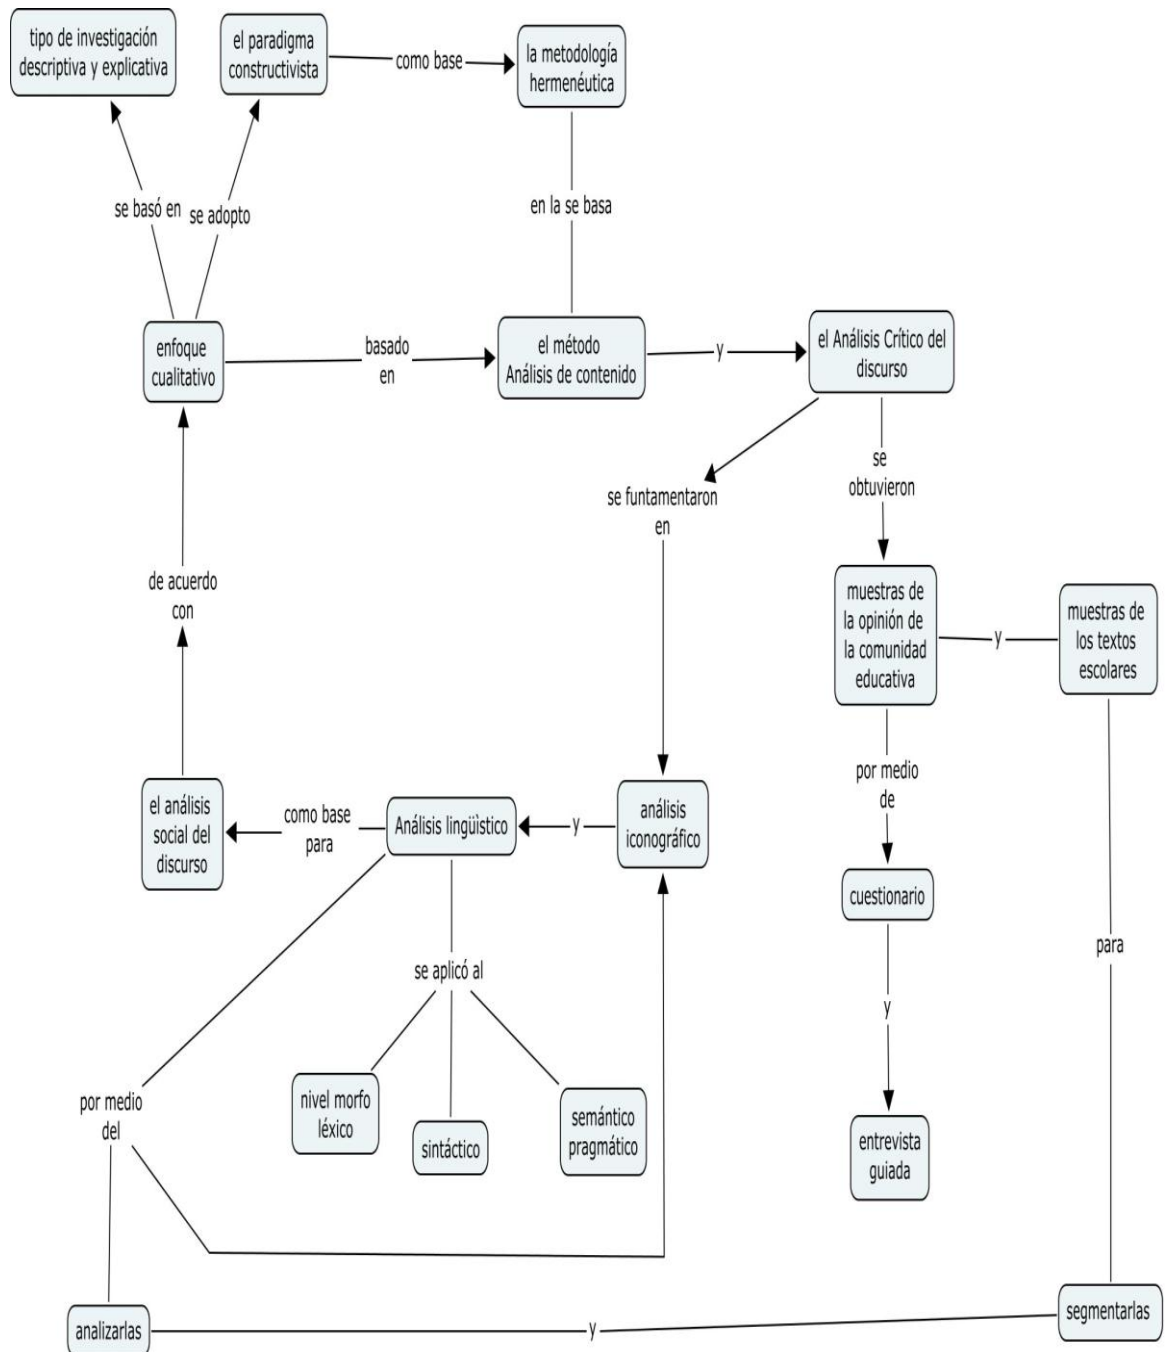 tipo de investigación
descriptiva y explicativa
el paradigma
constructivista
como base
la metodología
hermenéutica
se basó en
se adopto
en la se basa
enfoque
cualitativo
basado
en
el método
Análisis de contenido
y
el Análisis Crítico del
discurso
se funtamentaron
en
se
obtuvieron
de acuerdo
con
muestras de
la opinión de
la comunidad
educativa
y
muestras de
los textos
escolares
el análisis
social del
discurso
como base
para
Análisis lingüistico
y
análisis
iconográfico
por medio
de
cuestionario
para
se aplicó al
y
por medio
del
nivel morfo
léxico
sintáctico
semántico
pragmático
entrevista
guiada
analizarlas
y
segmentarlas